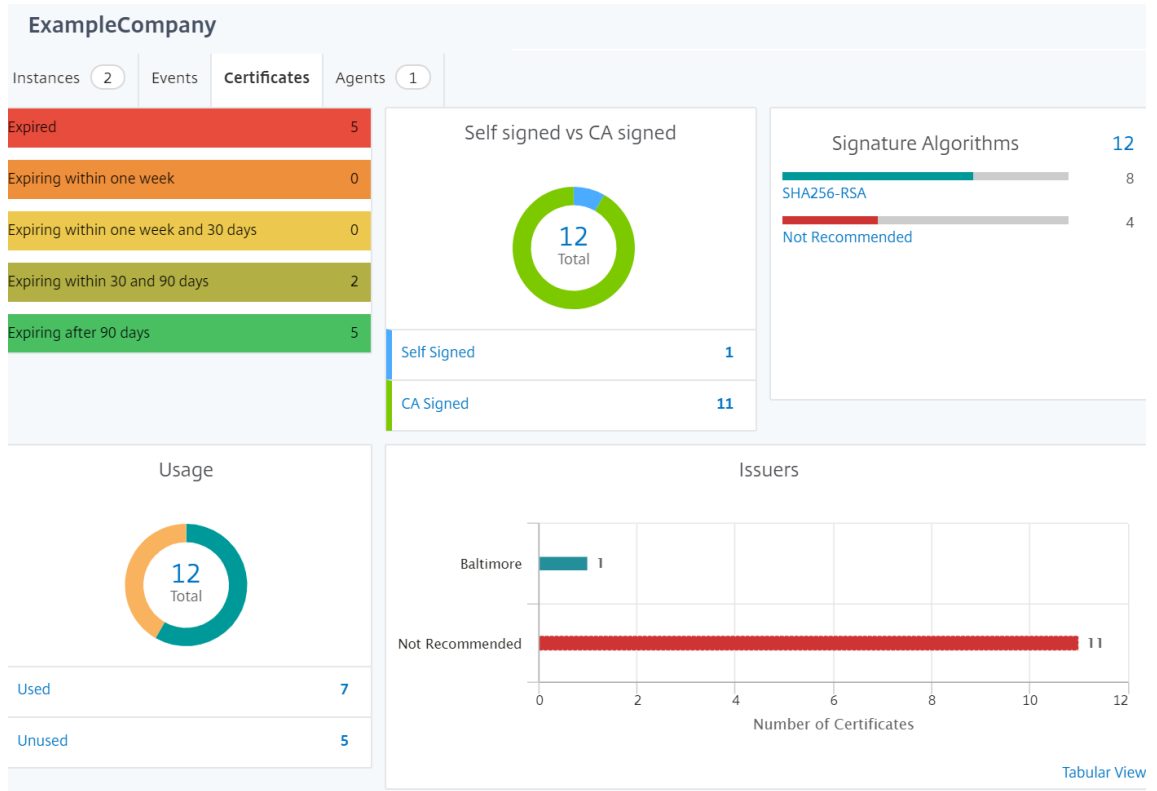 ExampleCompany
Instances 2 Events Certificates Agents 1
Expired 5
Expiring within one week 0
Expiring within one week and 30 days 0
Expiring within 30 and 90 days 2
Expiring after 90 days 5
Self signed vs CA signed
12
Total
Self Signed 1
CA Signed 11
Signature Algorithms 12
8
SHA256-RSA
4
Not Recommended
Usage
12
Total
Used 7
Unused 5
Issuers
Baltimore 1
Not Recommended 11
0 2 4 6 8 10 12
Number of Certificates
Tabular View